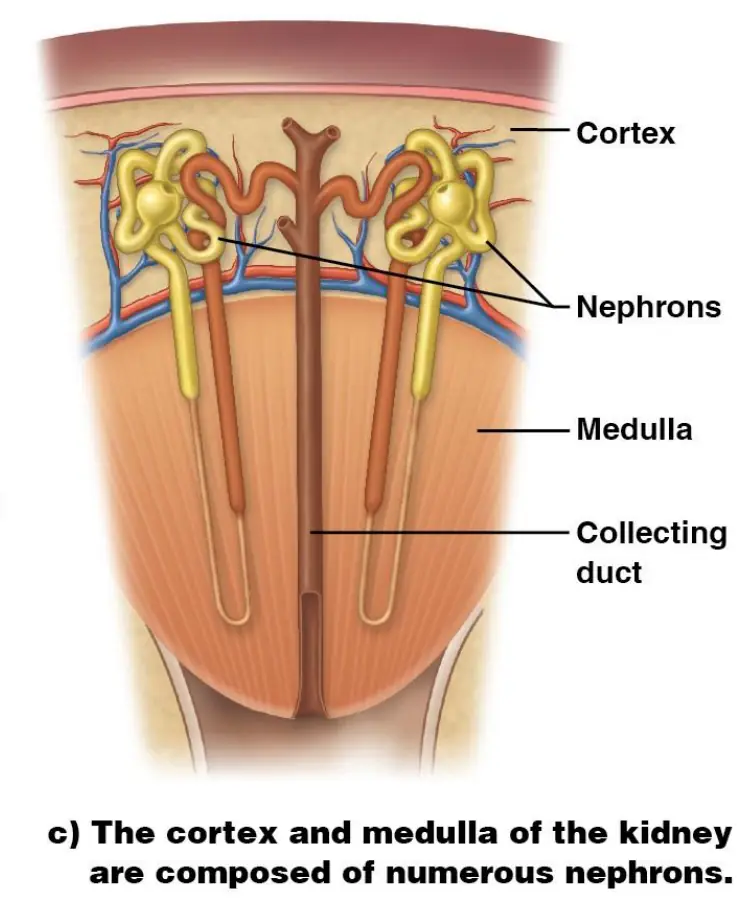 Cortex
Nephrons
Medulla
Collecting
duct
c) The cortex and medulla of the kidney
are composed of numerous nephrons.